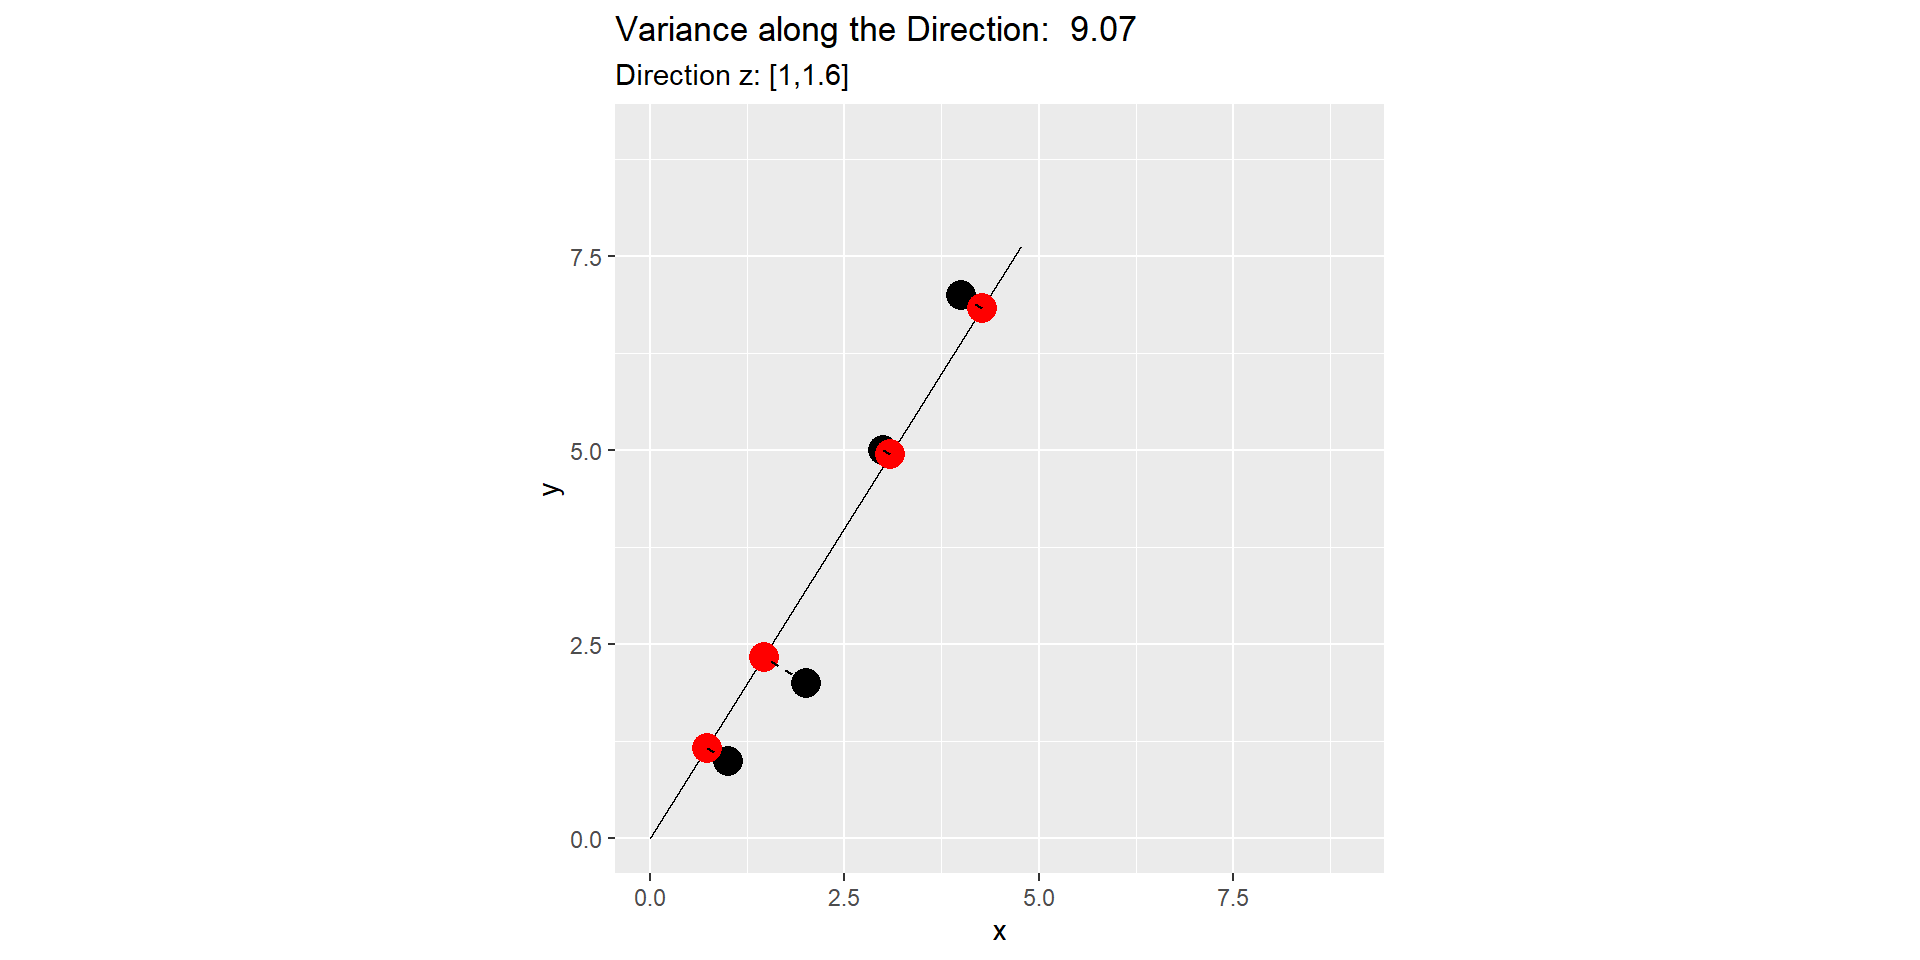 Variance along the Direction:  9.07
Direction z: [1,1.6]
7.5
5.0
y
2.5
0.0
0.0 2.5 5.0 7.5
x